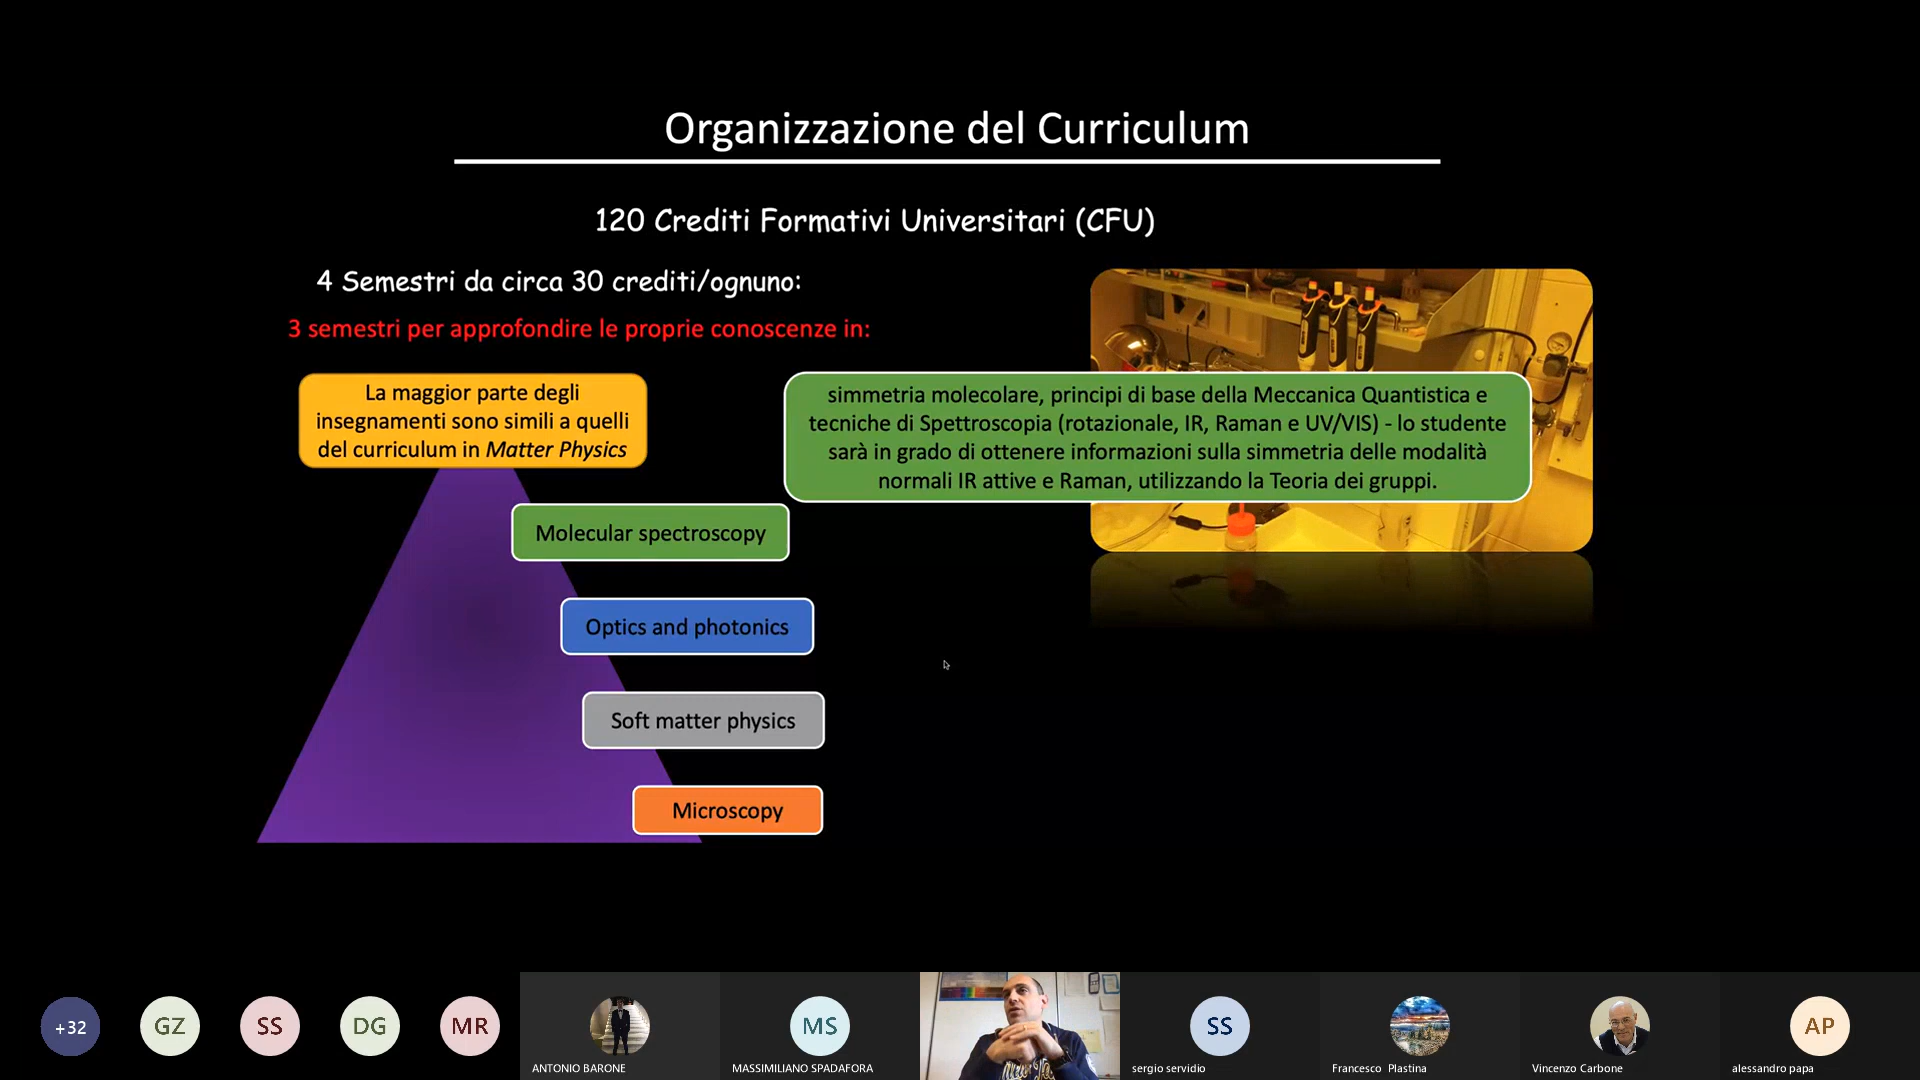 Organizzazione del Curriculum
120 Crediti Formativi Universitari (CFU)
4 Semestri da circa 30 crediti/ognuno:
3 semestri per approfondire le proprie conoscenze in:
La maggior parte degli
insegnamenti sono simili a quelli
del curriculum in Matter Physics
simmetria molecolare, principi di base della Meccanica Quantistica e
tecniche di Spettroscopia (rotazionale, IR, Raman e UV/VIS) - lo studente
sarà in grado di ottenere informazioni sulla simmetria delle modalità
normali IR attive e Raman, utilizzando la Teoria dei gruppi.
Molecular spectroscopy
Optics and photonics
Soft matter physics
Microscopy
+32
GZ
SS
DG
MR
ANTONIO BARONE
MS
MASSIMILIANO SPADAFORA
SS
sergio servidio
Francesco Plastina
Vincenzo Carbone
AP
alessandro papa